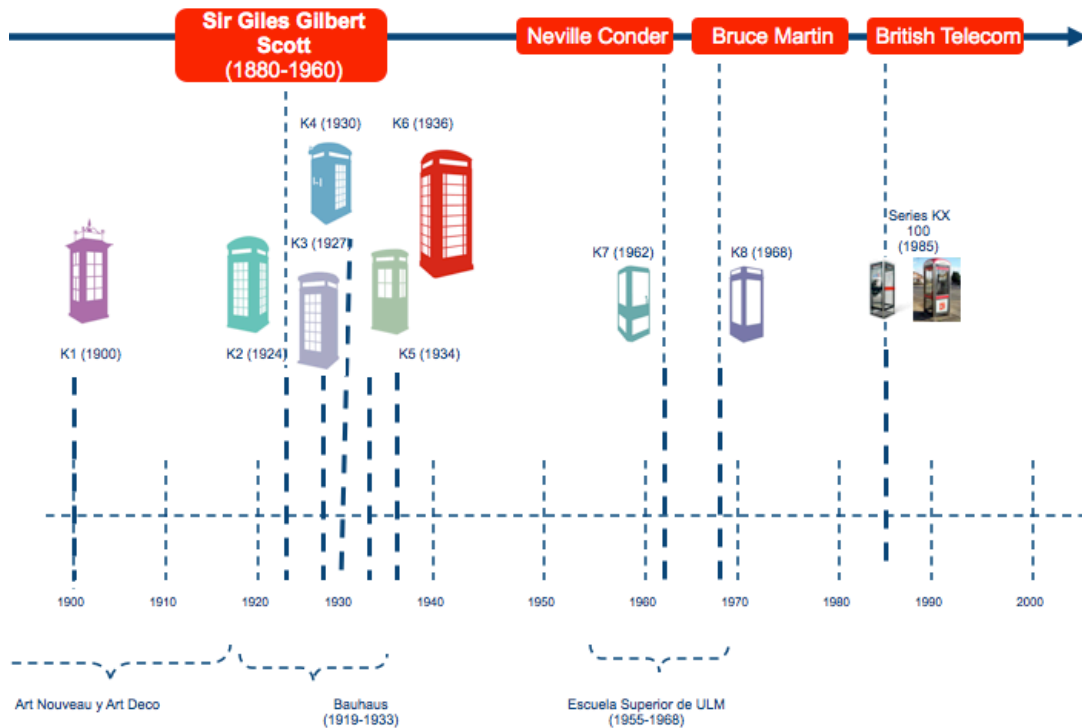 Sir Giles Gilbert
Scott
(1880-1960)
Neville Conder
Bruce Martin
British Telecom
K4 (1930)
K6 (1936)
Series KX
100
(1985)
K3 (1927)
K7 (1962)
K8 (1968)
K1 (1900)
K2 (1924)
K5 (1934)
1900
1910
1920
1930
1940
1950
1960
1970
1980
1990
2000
Art Nouveau y Art Deco
Bauhaus
(1919-1933)
Escuela Superior de ULM
(1955-1968)